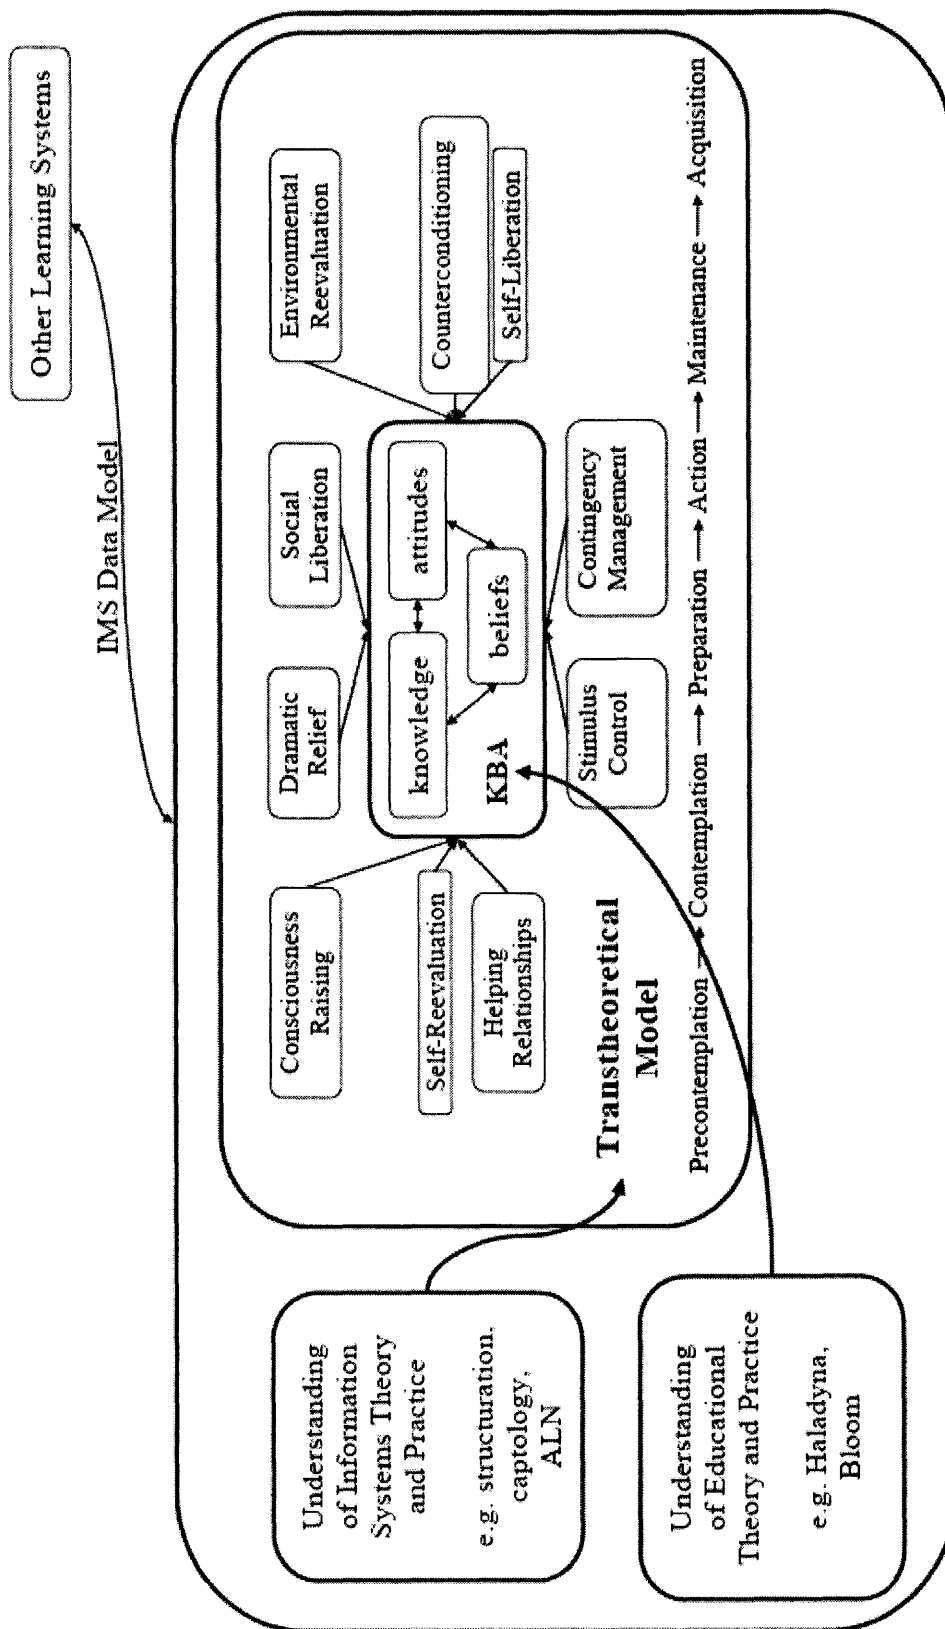 Other Learning Systems
IMS Data Model
Understanding
of Information
Systems Theory
and Practice
e.g. structuration,
captology,
ALN
Understanding
of Educational
Theory and Practice
e.g. Haladyna,
Bloom
Consciousness
Raising
Dramatic
Relief
Social
Liberation
Environmental
Reevaluation
Self-Reevaluation
Helping
Relationships
knowledge
attitudes
beliefs
KBA
Counterconditioning
Self-Liberation
Stimulus
Control
Contingency
Management
Transtheoretical
Model
Precontemplation Contemplation Preparation Action Maintenance Acquisition